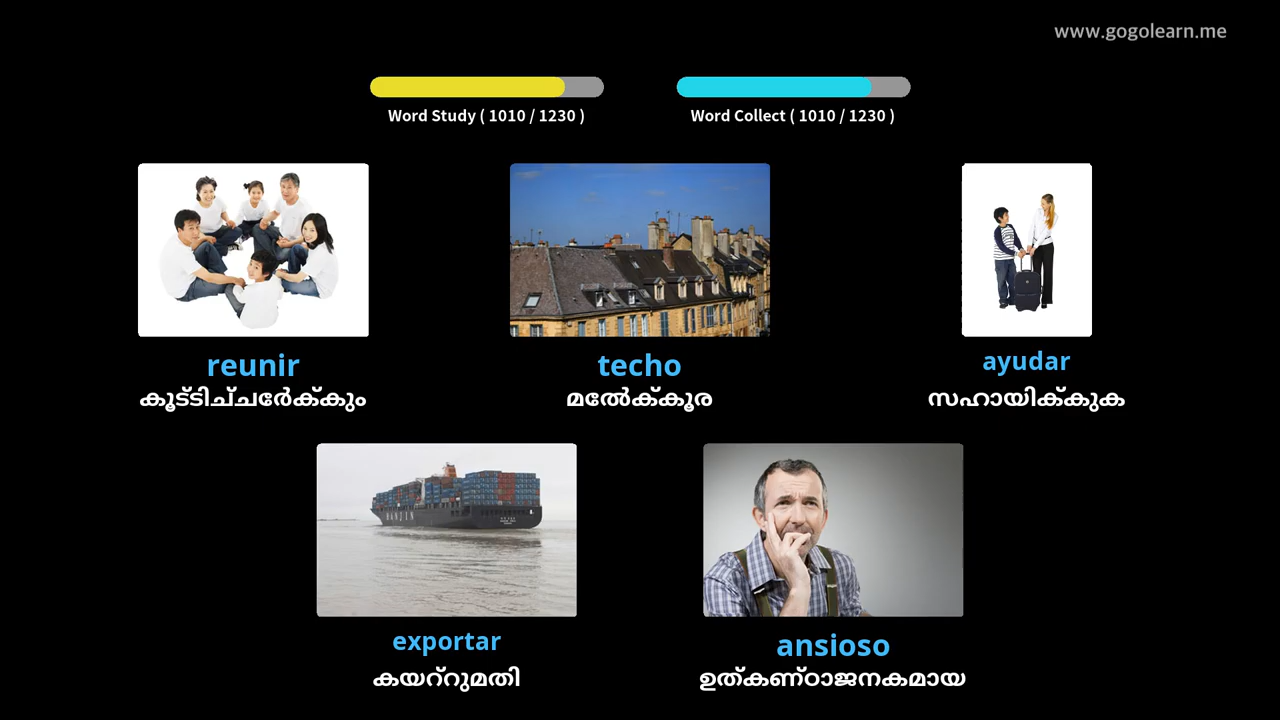 www.gogolearn.me
Word Study ( 1010 / 1230 )
Word Collect ( 1010 / 1230 )
reunir
കൂട്ടിച്ചേർക്കും
techo
മേൽക്കൂര
ayudar
സഹായിക്കുക
HANJIN
exportar
കയറ്റുമതി
ansioso
ഉത്കണ്ഠാജനകമായ